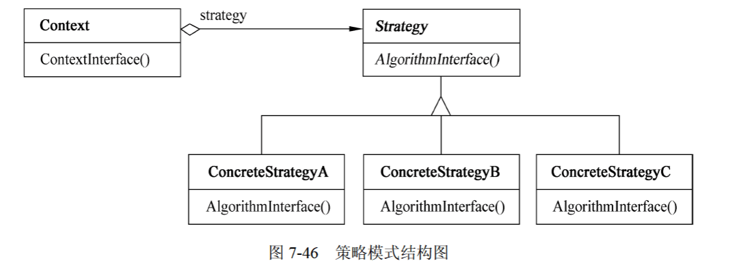 Context
strategy
Strategy
ContextInterface()
AlgorithmInterface()
ConcreteStrategyA
ConcreteStrategyB
ConcreteStrategyC
AlgorithmInterface()
AlgorithmInterface()
AlgorithmInterface()
图 7-46 策略模式结构图